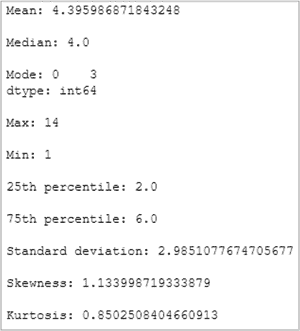 Mean: 4.395986871843248
Median: 4.0
Mode: 0    3
dtype: int64
Max: 14
Min: 1
25th percentile: 2.0
75th percentile: 6.0
Standard deviation: 2.9851077674705677
Skewness: 1.133998719333879
Kurtosis: 0.8502508404660913